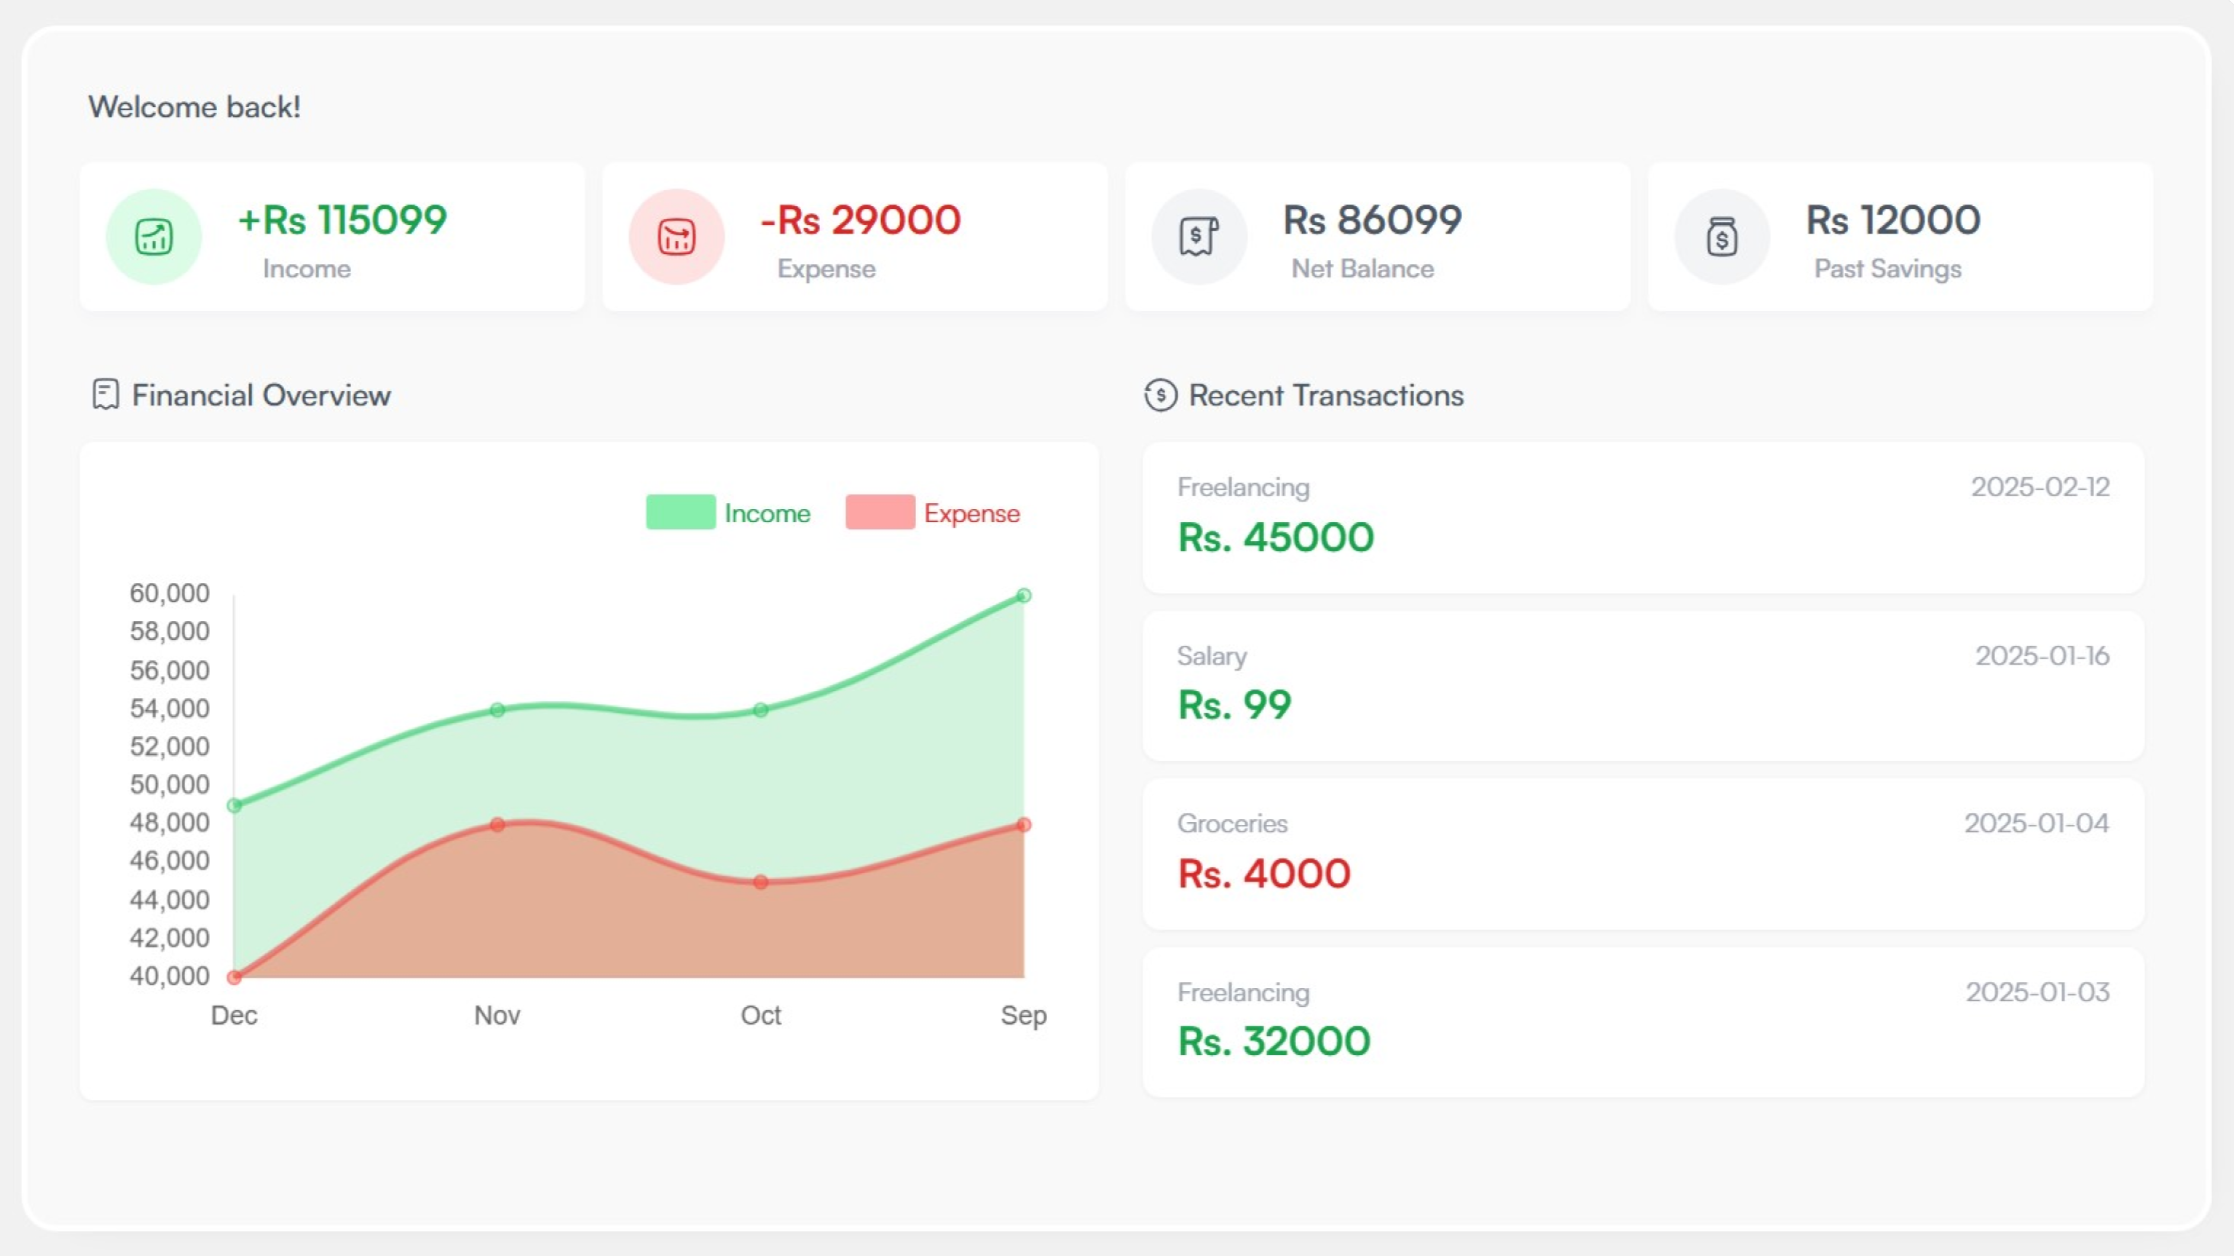 Welcome back!
+Rs 115099
Income
-Rs 29000
Expense
Rs 86099
Net Balance
Rs 12000
Past Savings
Financial Overview
Income
Expense
60,000
58,000
56,000
54,000
52,000
50,000
48,000
46,000
44,000
42,000
40,000
Dec Nov Oct Sep
Recent Transactions
Freelancing 2025-02-12
Rs. 45000
Salary 2025-01-16
Rs. 99
Groceries 2025-01-04
Rs. 4000
Freelancing 2025-01-03
Rs. 32000